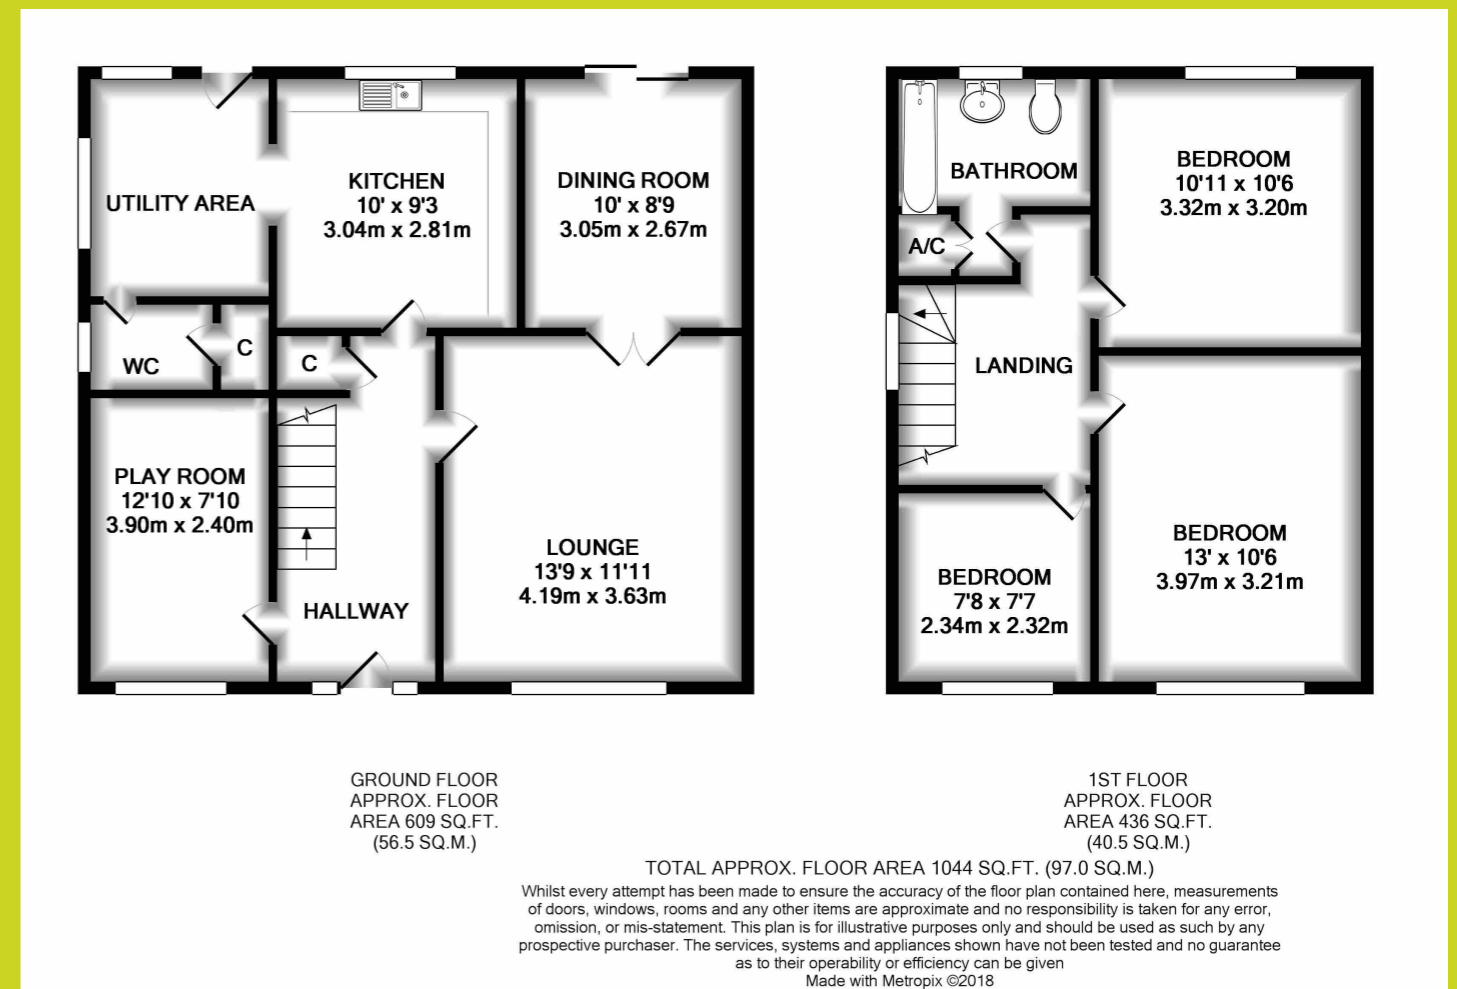 UTILITY AREA
KITCHEN
10' x 9'3
3.04m x 2.81m
DINING ROOM
10' x 8'9
3.05m x 2.67m
WC
C
C
PLAY ROOM
12'10 x 7'10
3.90m x 2.40m
HALLWAY
LOUNGE
13'9 x 11'11
4.19m x 3.63m
BATHROOM
A/C
BEDROOM
10'11 x 10'6
3.32m x 3.20m
LANDING
BEDROOM
7'8 x 7'7
2.34m x 2.32m
BEDROOM
13' x 10'6
3.97m x 3.21m
GROUND FLOOR
APPROX. FLOOR
AREA 609 SQ.FT.
(56.5 SQ.M.)
1ST FLOOR
APPROX. FLOOR
AREA 436 SQ.FT.
(40.5 SQ.M.)
TOTAL APPROX. FLOOR AREA 1044 SQ.FT. (97.0 SQ.M.)
Whilst every attempt has been made to ensure the accuracy of the floor plan contained here, measurements
of doors, windows, rooms and any other items are approximate and no responsibility is taken for any error,
omission, or mis-statement. This plan is for illustrative purposes only and should be used as such by any
prospective purchaser. The services, systems and appliances shown have not been tested and no guarantee
as to their operability or efficiency can be given
Made with Metropix ©2018